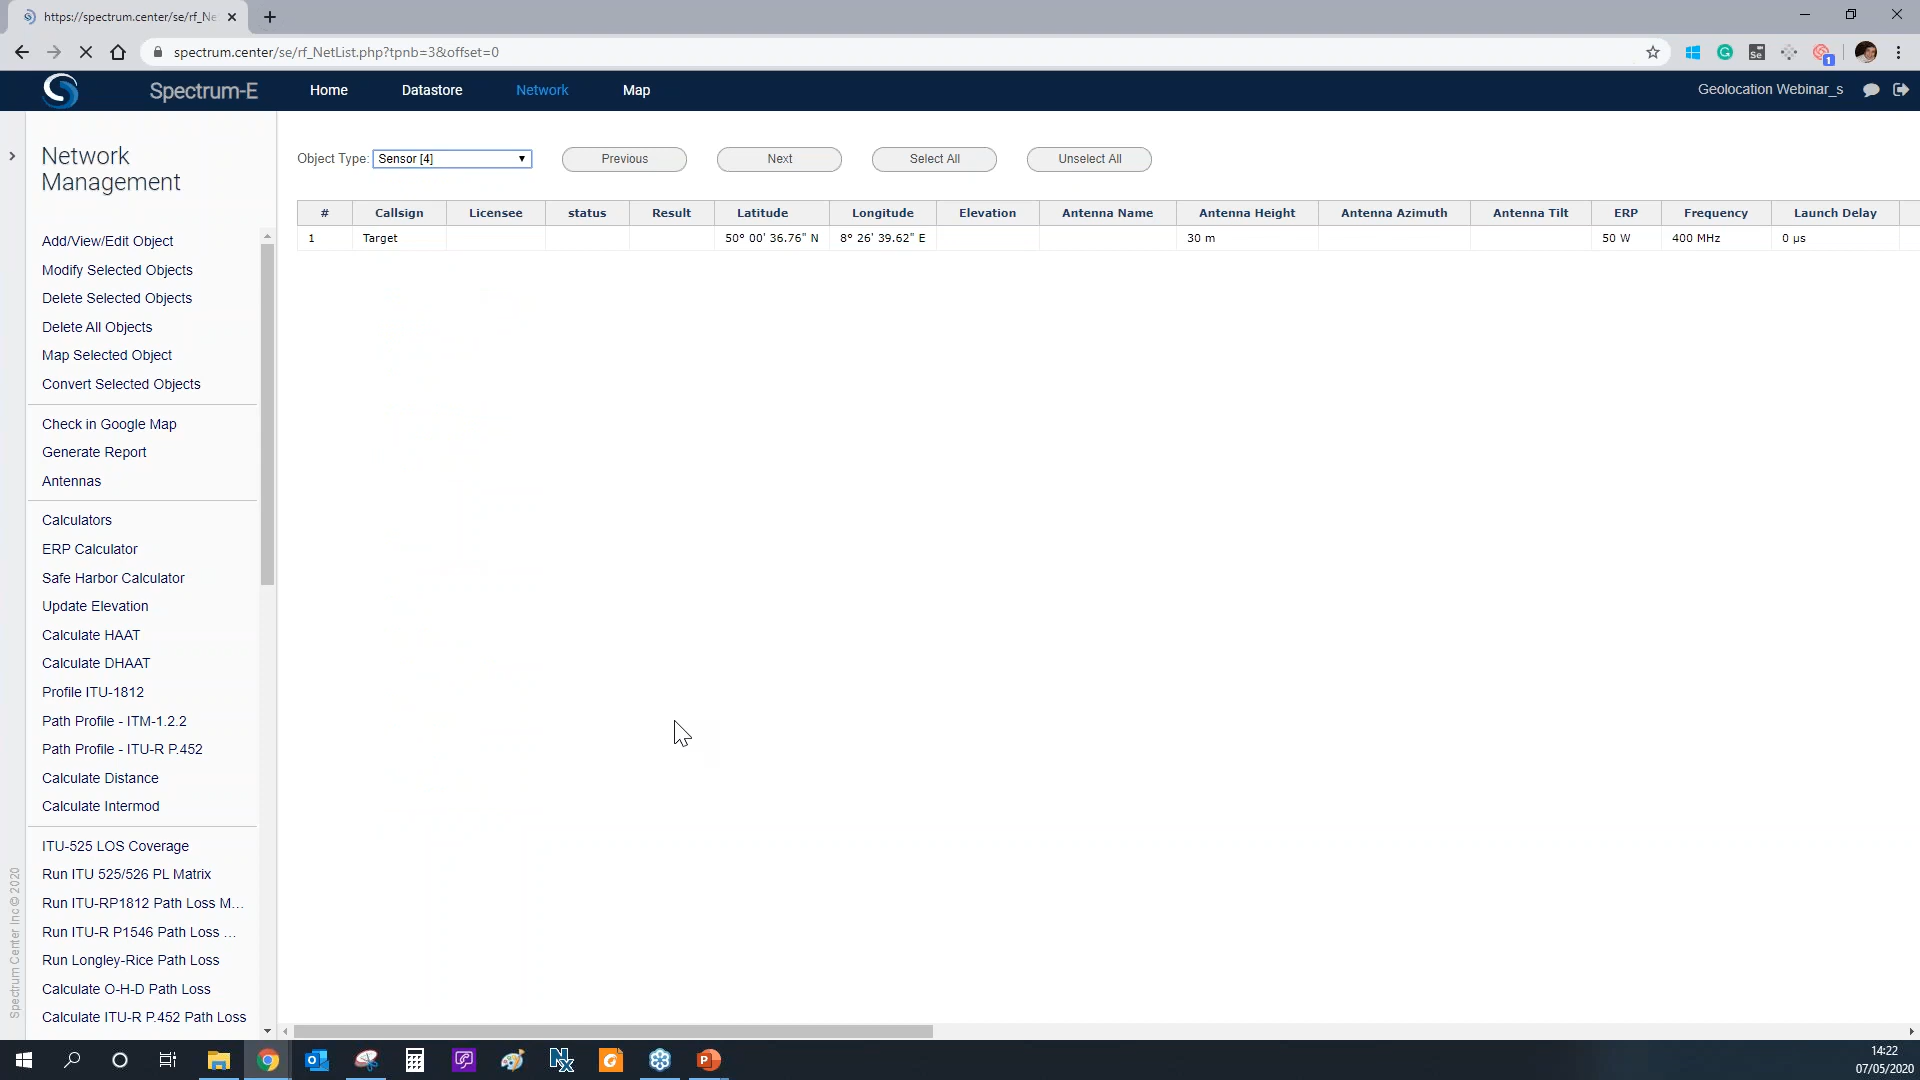 https://spectrum.center/se/rf_Ne
spectrum.center/se/rf_NetList.php?tpnb=3&offset=0
Se
1
Spectrum-E
Home
Datastore
Network
Map
Geolocation Webinar_s
Network
Management
Object Type:
Sensor [4]
Previous
Next
Select All
Unselect All
# Callsign Licensee status Result Latitude Longitude Elevation Antenna Name Antenna Height Antenna Azimuth Antenna Tilt ERP Frequency Launch Delay
1 Target 50° 00' 36.76" N 8° 26' 39.62" E 30 m 50 W 400 MHz 0 µs
Add/View/Edit Object
Modify Selected Objects
Delete Selected Objects
Delete All Objects
Map Selected Object
Convert Selected Objects
Check in Google Map
Generate Report
Antennas
Calculators
ERP Calculator
Safe Harbor Calculator
Update Elevation
Calculate HAAT
Calculate DHAAT
Profile ITU-1812
Path Profile - ITM-1.2.2
Path Profile - ITU-R P.452
Calculate Distance
Calculate Intermod
ITU-525 LOS Coverage
Run ITU 525/526 PL Matrix
Run ITU-RP1812 Path Loss M...
Run ITU-R P1546 Path Loss ...
Run Longley-Rice Path Loss
Calculate O-H-D Path Loss
Calculate ITU-R P.452 Path Loss
Spectrum Center Inc © 2020
14:22
07/05/2020